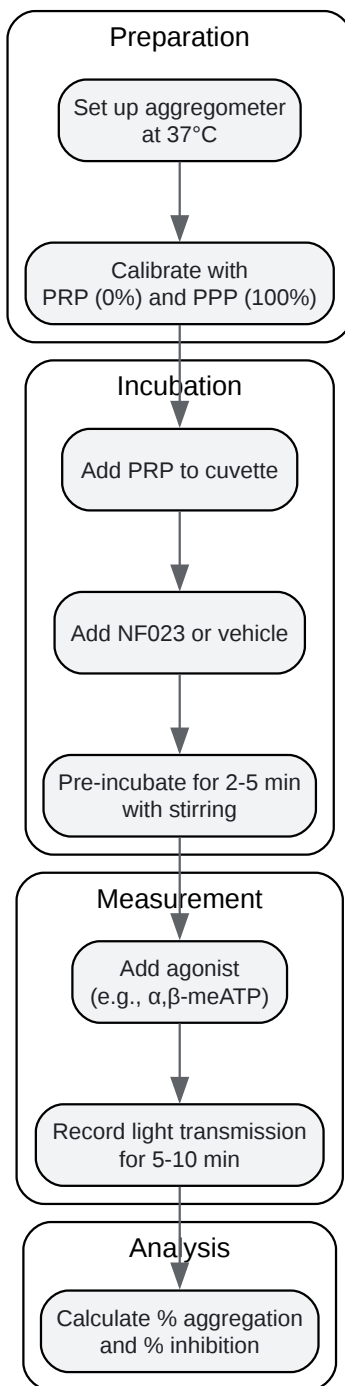 Preparation
Set up aggregometer
at 37°C
Calibrate with
PRP (0%) and PPP (100%)
Incubation
Add PRP to cuvette
Add NF023 or vehicle
Pre-incubate for 2-5 min
with stirring
Measurement
Add agonist
(e.g., α,β-meATP)
Record light transmission
for 5-10 min
Analysis
Calculate % aggregation
and % inhibition